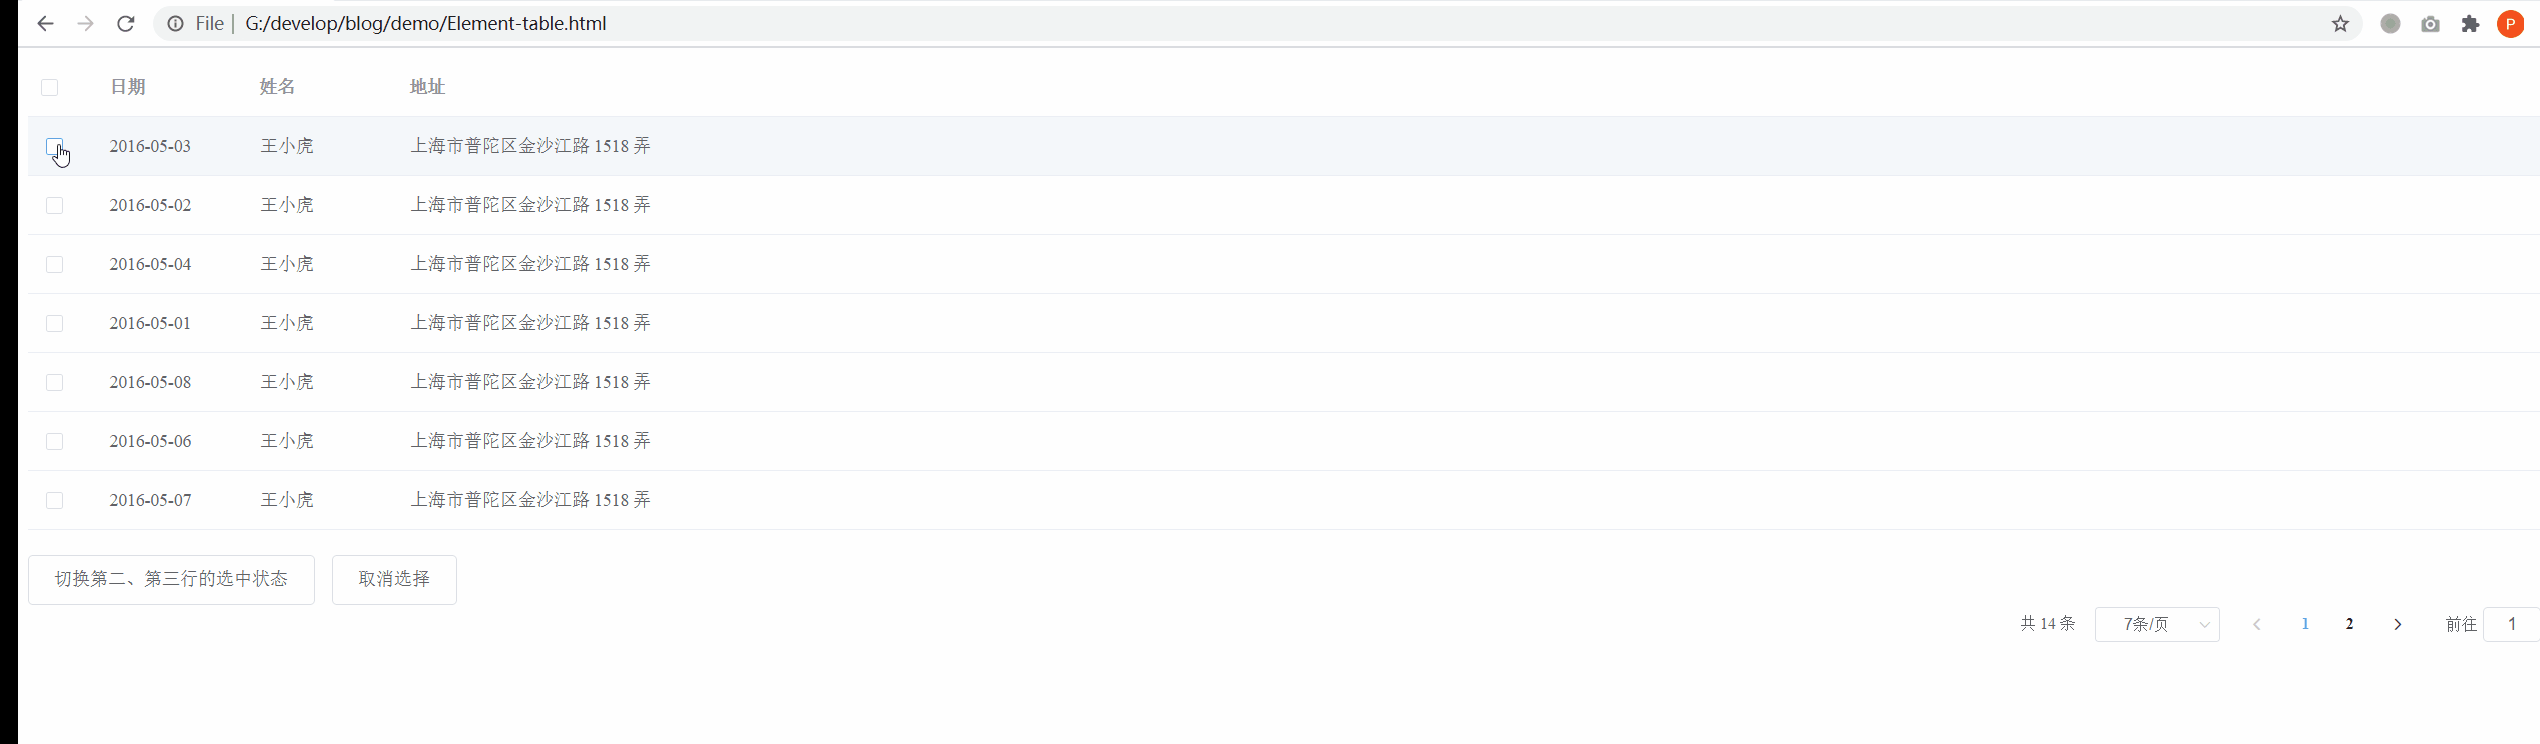 File | G:/develop/blog/demo/Element-table.html P
日期 姓名 地址
2016-05-03 王小虎 上海市普陀区金沙江路 1518 弄
2016-05-02 王小虎 上海市普陀区金沙江路 1518 弄
2016-05-04 王小虎 上海市普陀区金沙江路 1518 弄
2016-05-01 王小虎 上海市普陀区金沙江路 1518 弄
2016-05-08 王小虎 上海市普陀区金沙江路 1518 弄
2016-05-06 王小虎 上海市普陀区金沙江路 1518 弄
2016-05-07 王小虎 上海市普陀区金沙江路 1518 弄
切换第二、第三行的选中状态 取消选择
共 14 条 7条/页 1 2 前往 1